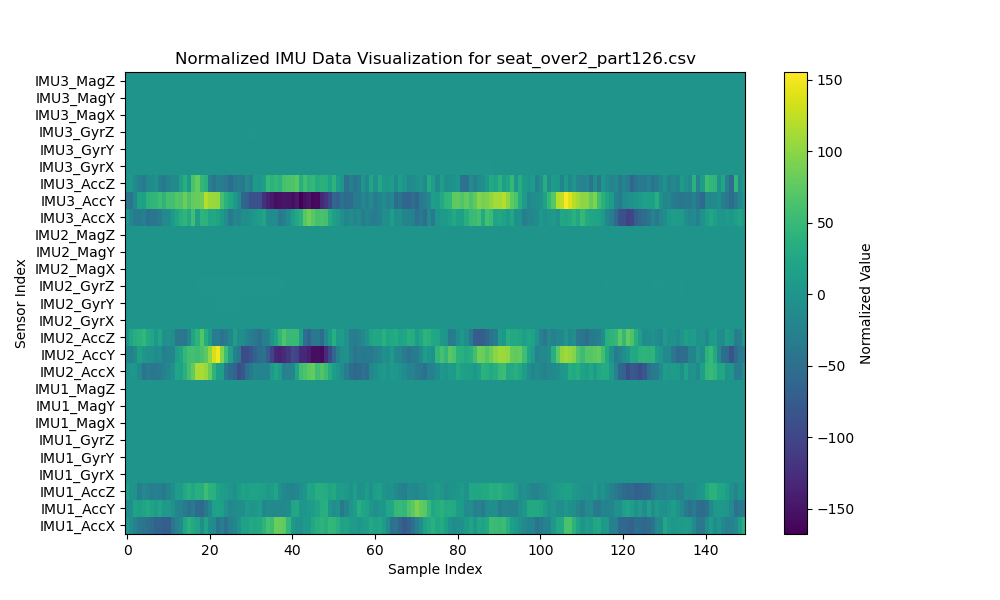 Normalized IMU Data Visualization for seat_over2_part126.csv
IMU3_MagZ
IMU3_MagY
IMU3_MagX
IMU3_GyrZ
IMU3_GyrY
IMU3_GyrX
IMU3_AccZ
IMU3_AccY
IMU3_AccX
IMU2_MagZ
IMU2_MagY
IMU2_MagX
IMU2_GyrZ
IMU2_GyrY
IMU2_GyrX
IMU2_AccZ
IMU2_AccY
IMU2_AccX
IMU1_MagZ
IMU1_MagY
IMU1_MagX
IMU1_GyrZ
IMU1_GyrY
IMU1_GyrX
IMU1_AccZ
IMU1_AccY
IMU1_AccX
Sensor Index
0 20 40 60 80 100 120 140
Sample Index
150
100
50
0
−50
−100
−150
Normalized Value